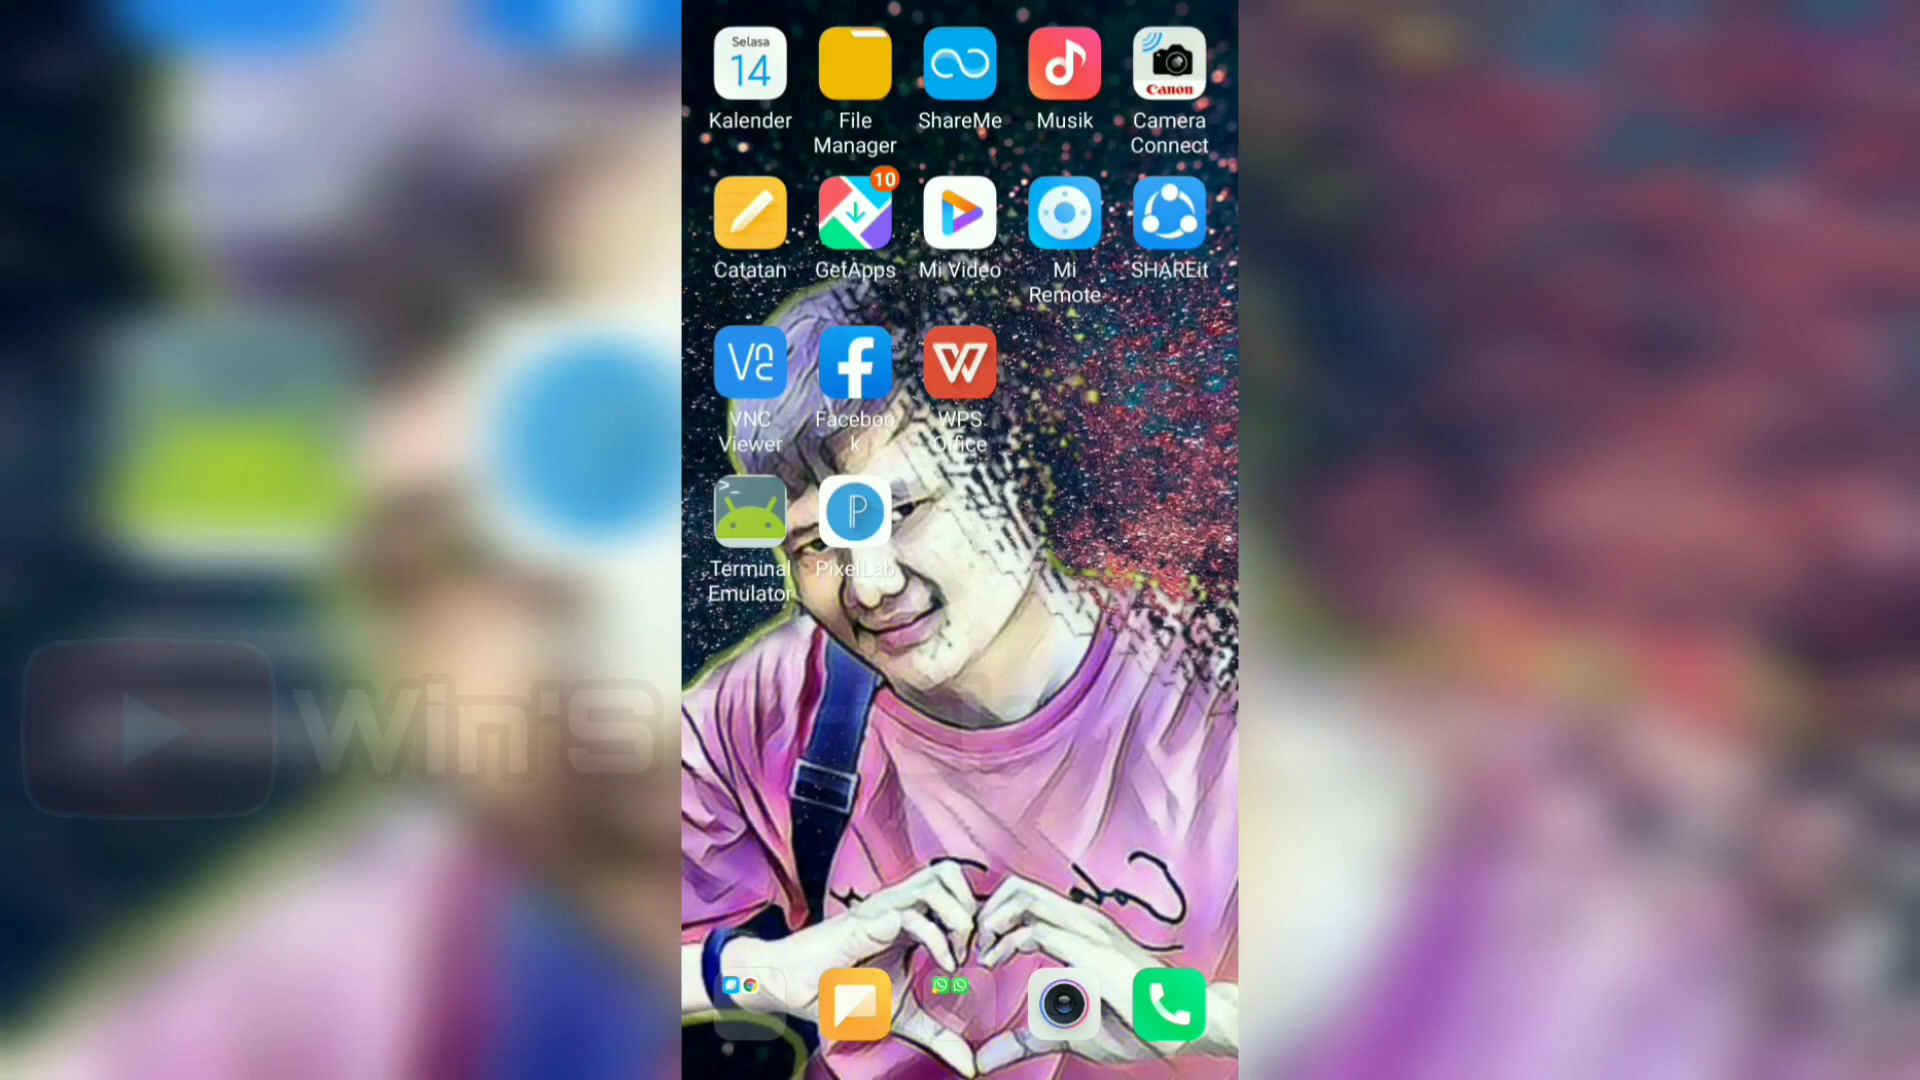 Selasa
14
Kalender
File
Manager
ShareMe
Musik
Canon
Camera
Connect
Catatan
10
GetApps
Mi Video
Mi
Remote
SHAREit
VNC
Viewer
Faceboo
k
WPS
Office
>_
Terminal
Emulator
P
PixelLab
Win'S